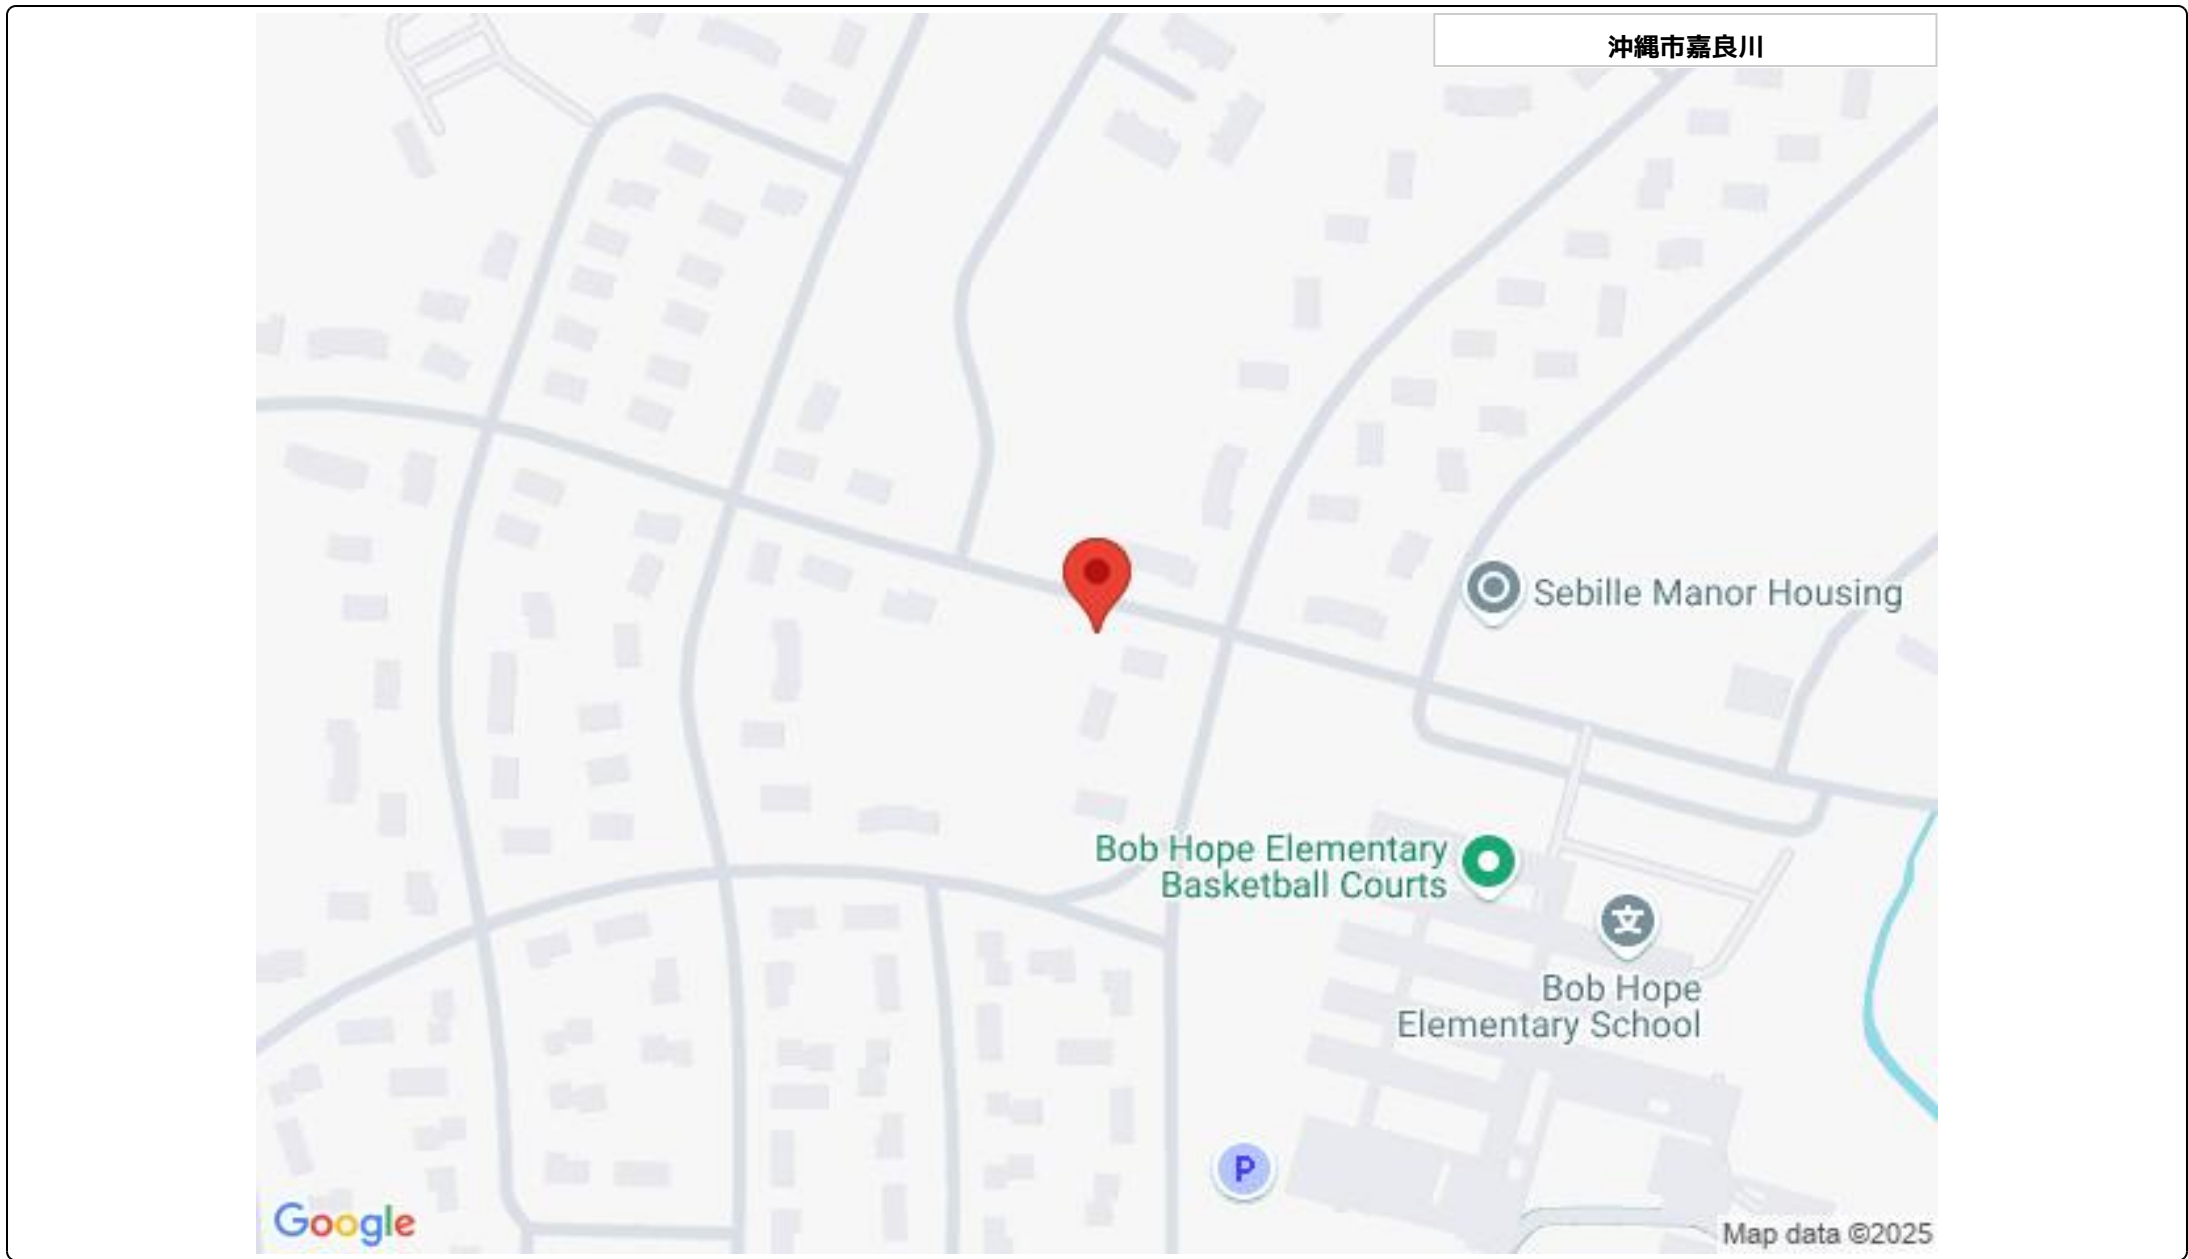 沖縄市嘉良川
Sebille Manor Housing
Bob Hope Elementary
Basketball Courts
文
Bob Hope
Elementary School
P
Google
Map data ©2025